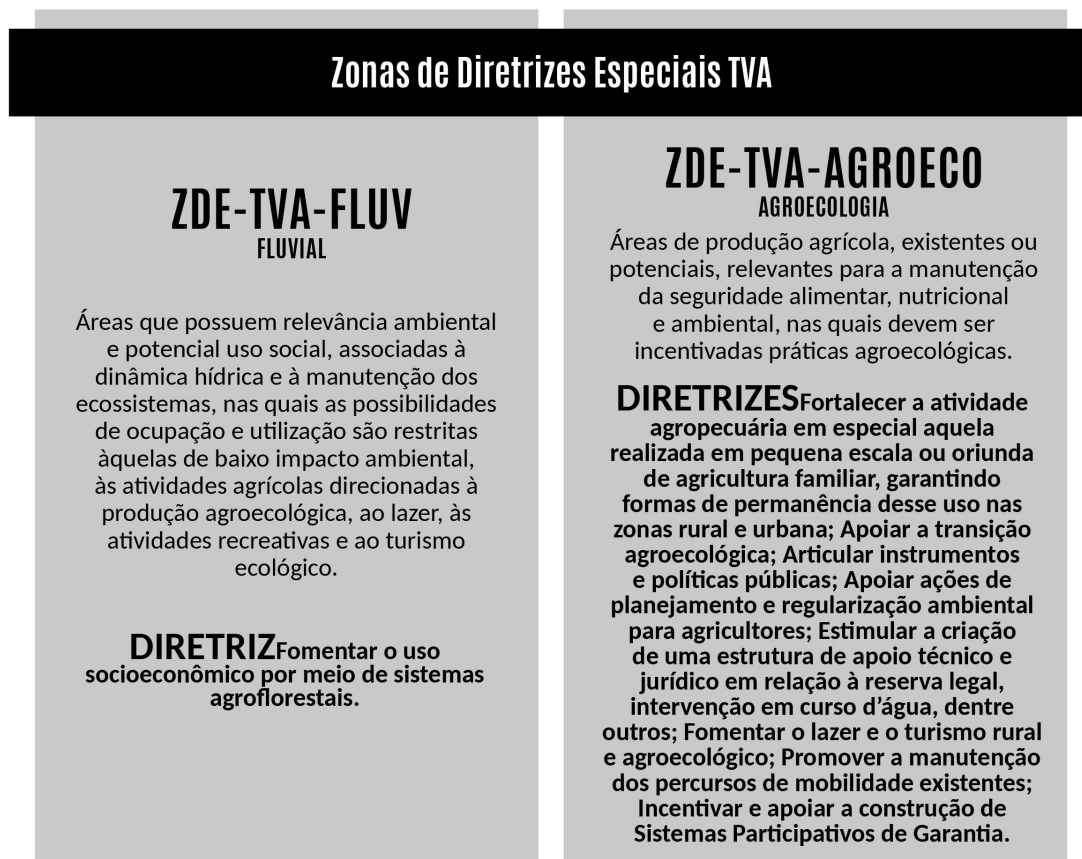 Zonas de Diretrizes Especiais TVA
ZDE-TVA-FLUV
FLUVIAL
Áreas que possuem relevância ambiental
e potencial uso social, associadas à
dinâmica hídrica e à manutenção dos
ecossistemas, nas quais as possibilidades
de ocupação e utilização são restritas
àquelas de baixo impacto ambiental,
às atividades agrícolas direcionadas à
produção agroecológica, ao lazer, às
atividades recreativas e ao turismo
ecológico.
DIRETRIZFomentar o uso
socioeconômico por meio de sistemas
agroflorestais.
ZDE-TVA-AGROECO
AGROECOLOGIA
Áreas de produção agrícola, existentes ou
potenciais, relevantes para a manutenção
da seguridade alimentar, nutricional
e ambiental, nas quais devem ser
incentivadas práticas agroecológicas.
DIRETRIZESFortalecer a atividade
agropecuária em especial aquela
realizada em pequena escala ou oriunda
de agricultura familiar, garantindo
formas de permanência desse uso nas
zonas rural e urbana; Apoiar a transição
agroecológica; Articular instrumentos
e políticas públicas; Apoiar ações de
planejamento e regularização ambiental
para agricultores; Estimular a criação
de uma estrutura de apoio técnico e
jurídico em relação à reserva legal,
intervenção em curso d’água, dentre
outros; Fomentar o lazer e o turismo rural
e agroecológico; Promover a manutenção
dos percursos de mobilidade existentes;
Incentivar e apoiar a construção de
Sistemas Participativos de Garantia.